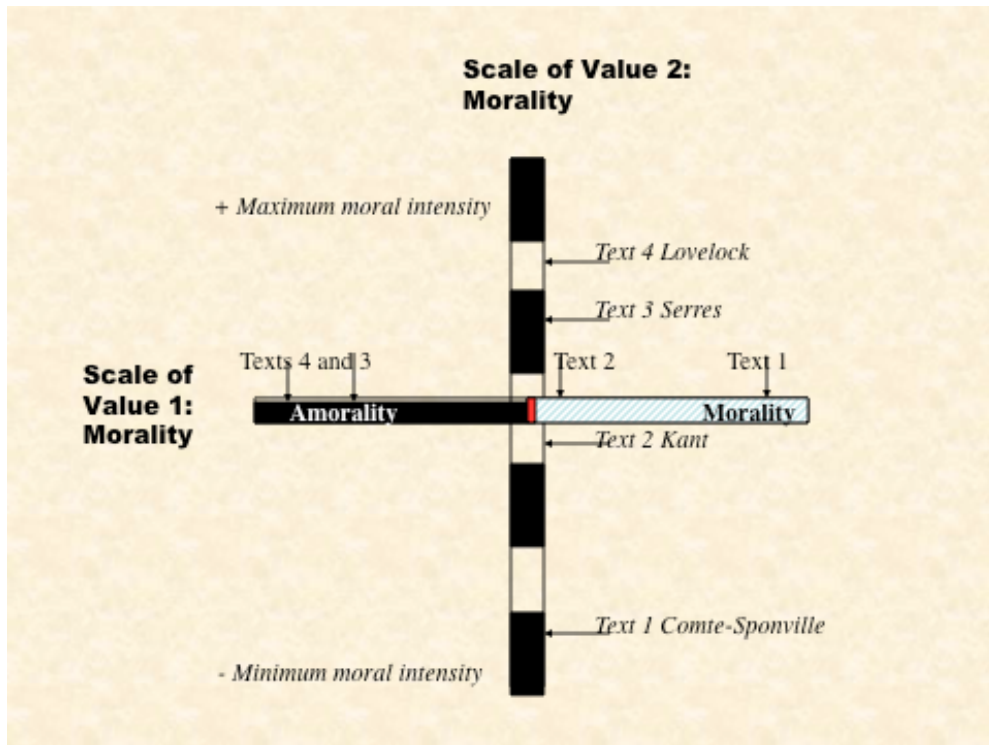 Scale of Value 2:
Morality
+ Maximum moral intensity
Text 4 Lovelock
Text 3 Serres
Texts 4 and 3
Text 2
Text 1
Scale of
Value 1:
Morality
Amorality
Morality
Text 2 Kant
Text 1 Comte-Sponville
- Minimum moral intensity